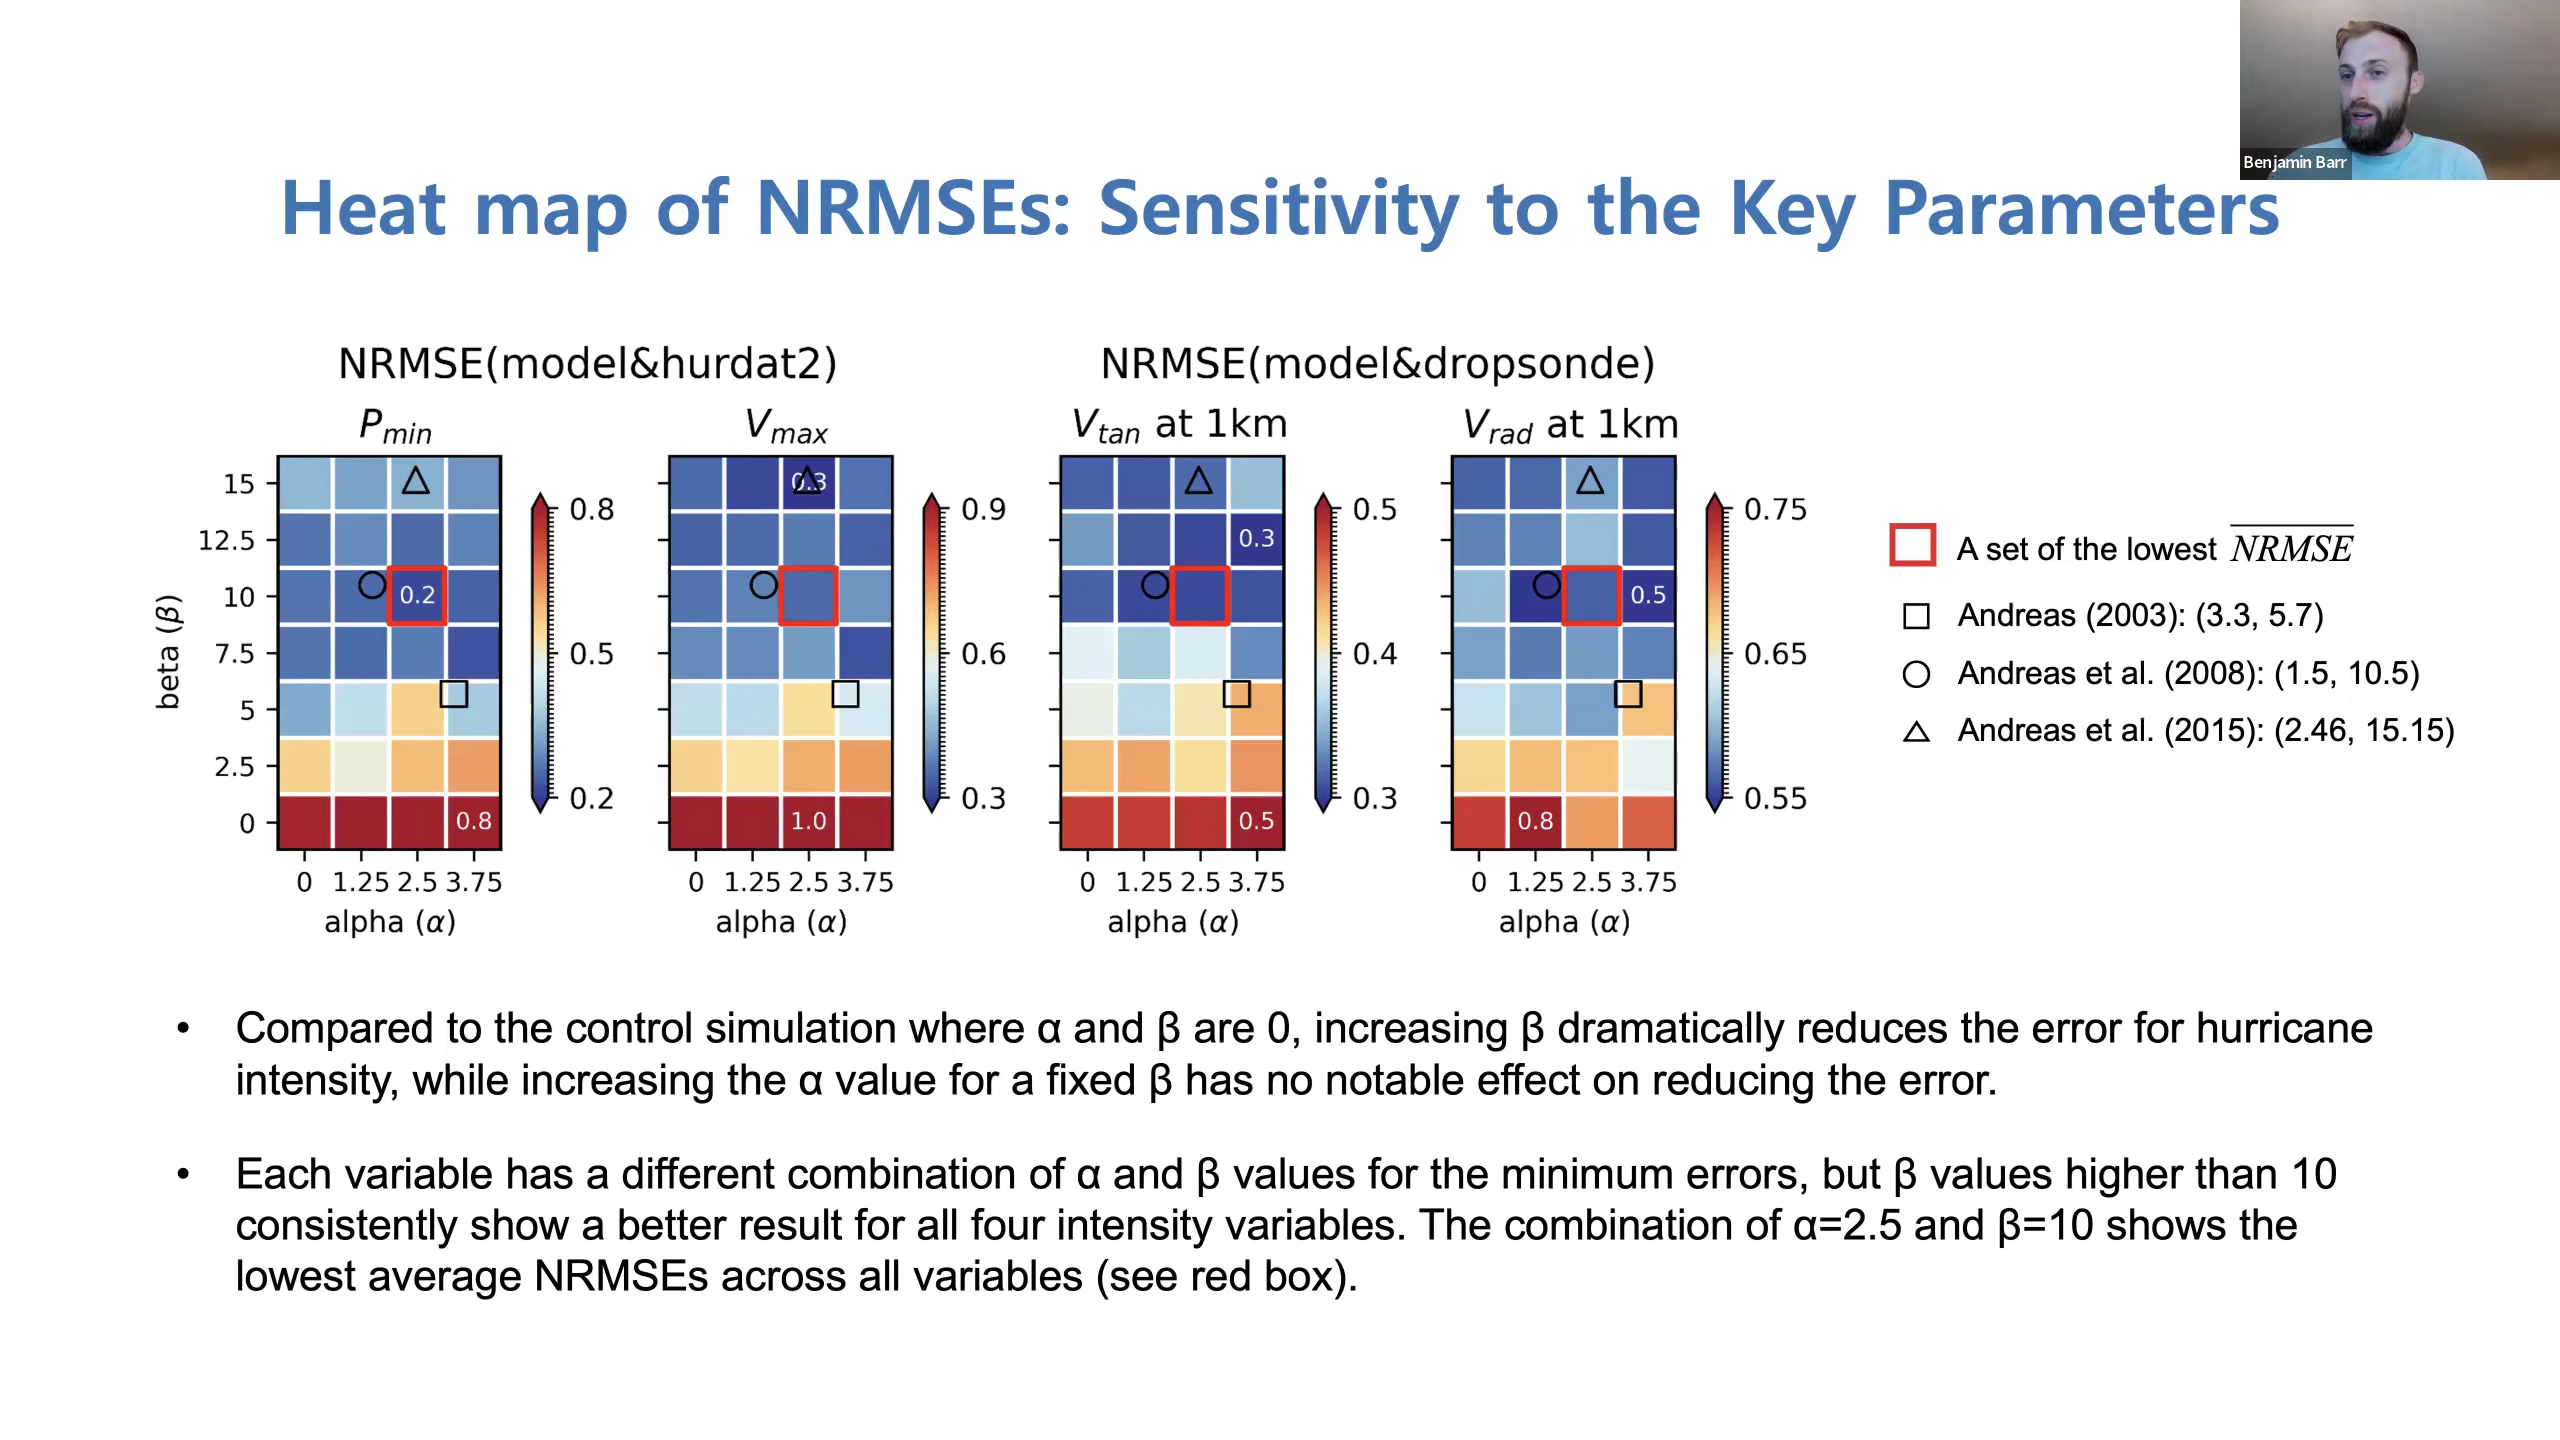 Benjamin Barr
Heat map of NRMSEs: Sensitivity to the Key Parameters
NRMSE(model&hurdat2)
NRMSE(model&dropsonde)
P_min
V_max
V_tan at 1km
V_rad at 1km
beta (β)
15
12.5
10
7.5
5
2.5
0
0.2
0.8
0 1.25 2.5 3.75
alpha (α)
0.8
0.5
0.2
0.3
1.0
0 1.25 2.5 3.75
alpha (α)
0.9
0.6
0.3
0.3
0.5
0 1.25 2.5 3.75
alpha (α)
0.5
0.4
0.3
0.5
0.8
0 1.25 2.5 3.75
alpha (α)
0.75
0.65
0.55
A set of the lowest NRMSE
Andreas (2003): (3.3, 5.7)
Andreas et al. (2008): (1.5, 10.5)
Andreas et al. (2015): (2.46, 15.15)
• Compared to the control simulation where α and β are 0, increasing β dramatically reduces the error for hurricane
intensity, while increasing the α value for a fixed β has no notable effect on reducing the error.
• Each variable has a different combination of α and β values for the minimum errors, but β values higher than 10
consistently show a better result for all four intensity variables. The combination of α=2.5 and β=10 shows the
lowest average NRMSEs across all variables (see red box).